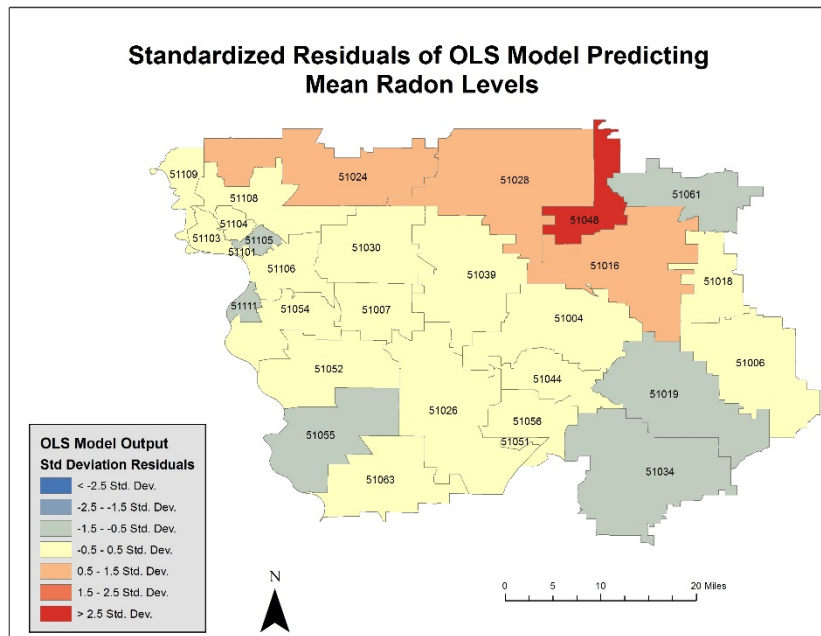 Standardized Residuals of OLS Model Predicting
Mean Radon Levels
51109
51024
51028
51061
51108
51104
51048
51103
51105
51101
51030
51016
51106
51039
51018
51111
51054
51007
51004
51006
51052
51044
51019
51026
51056
51055
51051
51034
51063
OLS Model Output
Std Deviation Residuals
< -2.5 Std. Dev.
-2.5 - -1.5 Std. Dev.
-1.5 - -0.5 Std. Dev.
-0.5 - 0.5 Std. Dev.
0.5 - 1.5 Std. Dev.
1.5 - 2.5 Std. Dev.
> 2.5 Std. Dev.
N
0 5 10 20 Miles